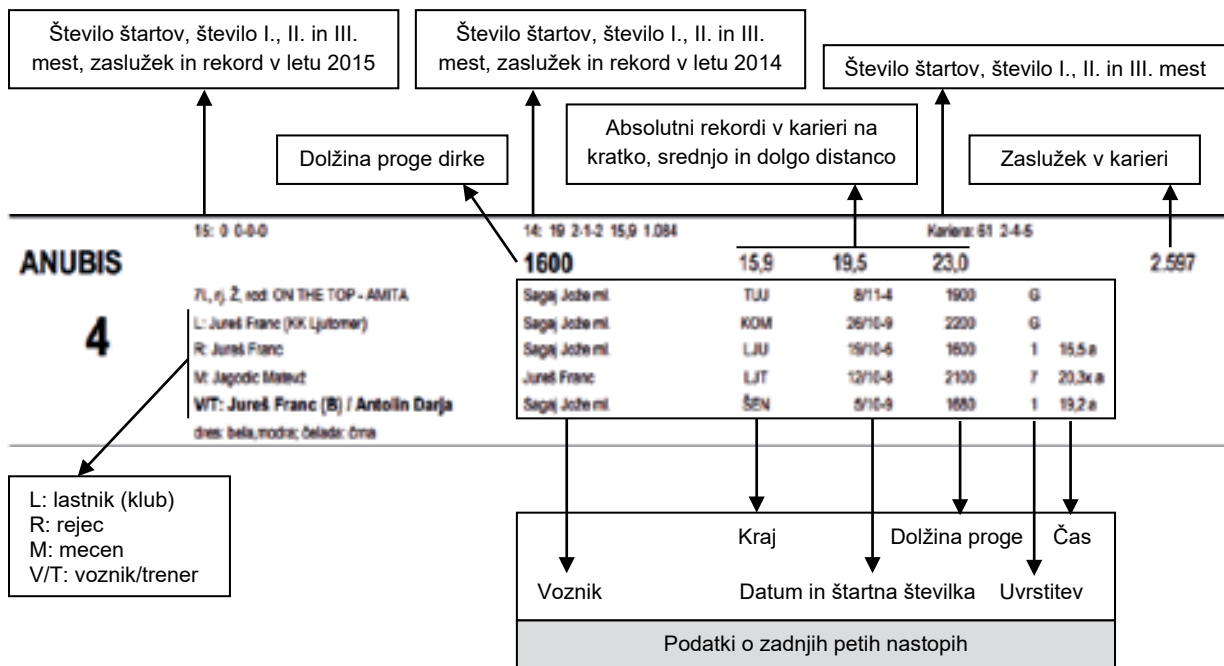 Število štartov, število I., II. in III.
mest, zaslužek in rekord v letu 2015
Število štartov, število I., II. in III.
mest, zaslužek in rekord v letu 2014
Število štartov, število I., II. in III. mest
Dolžina proge dirke
Absolutni rekordi v karieri na
kratko, srednjo in dolgo distanco
Zaslužek v karieri
15: 0 0-0-0 14: 19 2-1-2 15,9 1.084 Kariera: 61 2-4-5
ANUBIS 1600 15,9 19,5 23,0 2.597
4
7l., rj. Ž, rod: ON THE TOP - AMITA
L: Jureš Franc (KK Ljutomer)
R: Jureš Franc
M: Jagodic Matevž
V/T: Jureš Franc (B) / Antolin Darja
dres: bela,modra; čelada: črna
Sagaj Jože ml. TUJ 8/11-4 1900 G
Sagaj Jože ml. KOM 26/10-9 2200 G
Sagaj Jože ml. LJU 19/10-6 1600 1 15,5 a
Jureš Franc LJT 12/10-8 2100 7 20,3x a
Sagaj Jože ml. ŠEN 5/10-9 1680 1 19,2 a
L: lastnik (klub)
R: rejec
M: mecen
V/T: voznik/trener
Kraj Dolžina proge Čas
Voznik Datum in štartna številka Uvrstitev
Podatki o zadnjih petih nastopih